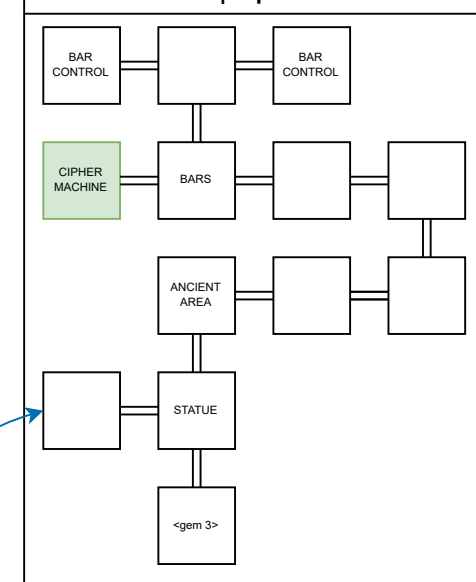 BAR
CONTROL
BAR
CONTROL
CIPHER
MACHINE
BARS
ANCIENT
AREA
STATUE
<gem 3>